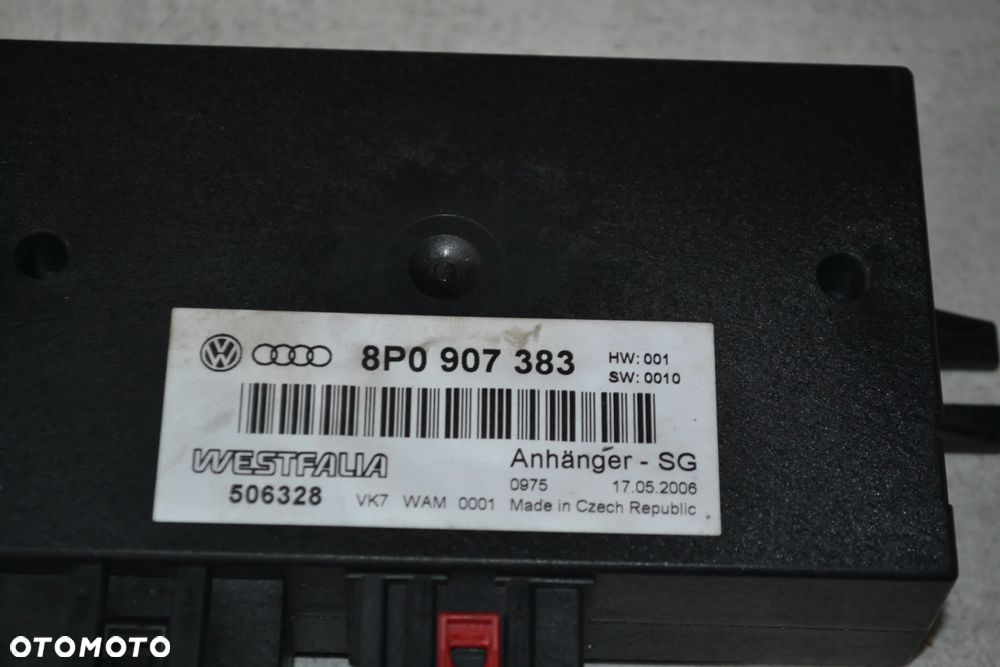 8P0 907 383
HW: 001
SW: 0010
WESTFALIA
506328
VK7 WAM 0001
Anhänger - SG
0975 17.05.2006
Made in Czech Republic
OTOMOTO